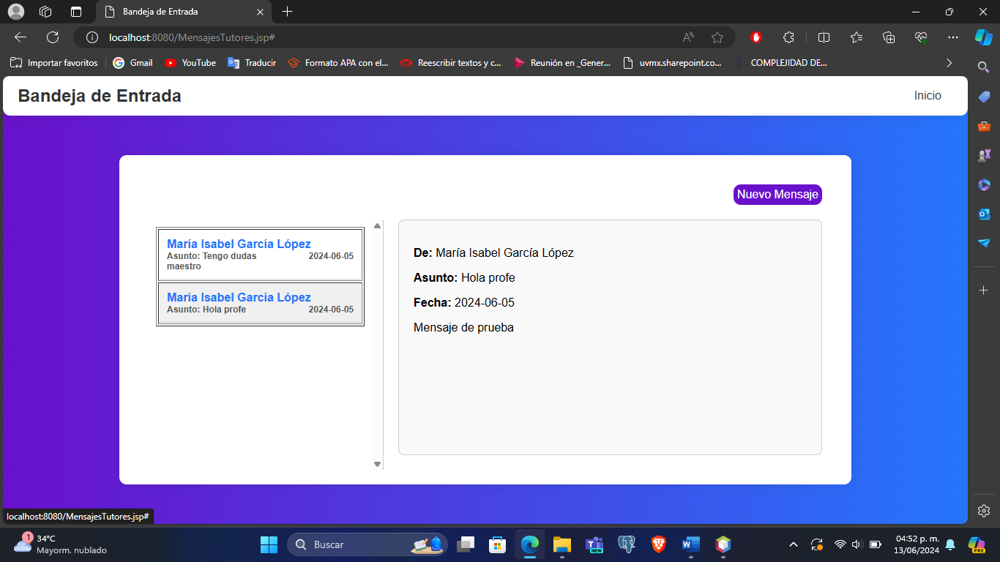 Bandeja de Entrada
localhost:8080/MensajesTutores.jsp#
Importar favoritos
Gmail
YouTube
Traducir
Formato APA con el...
Reescribir textos y c...
Reunión en _Gener...
uvmx.sharepoint.co...
COMPLEJIDAD DE...
Bandeja de Entrada
Inicio
Nuevo Mensaje
María Isabel García López
Asunto: Tengo dudas 2024-06-05
maestro
María Isabel García López
Asunto: Hola profe 2024-06-05
De: María Isabel García López
Asunto: Hola profe
Fecha: 2024-06-05
Mensaje de prueba
localhost:8080/MensajesTutores.jsp#
1
34°C
Mayorm. nublado
Buscar
NEW
04:52 p. m.
13/06/2024
PRE